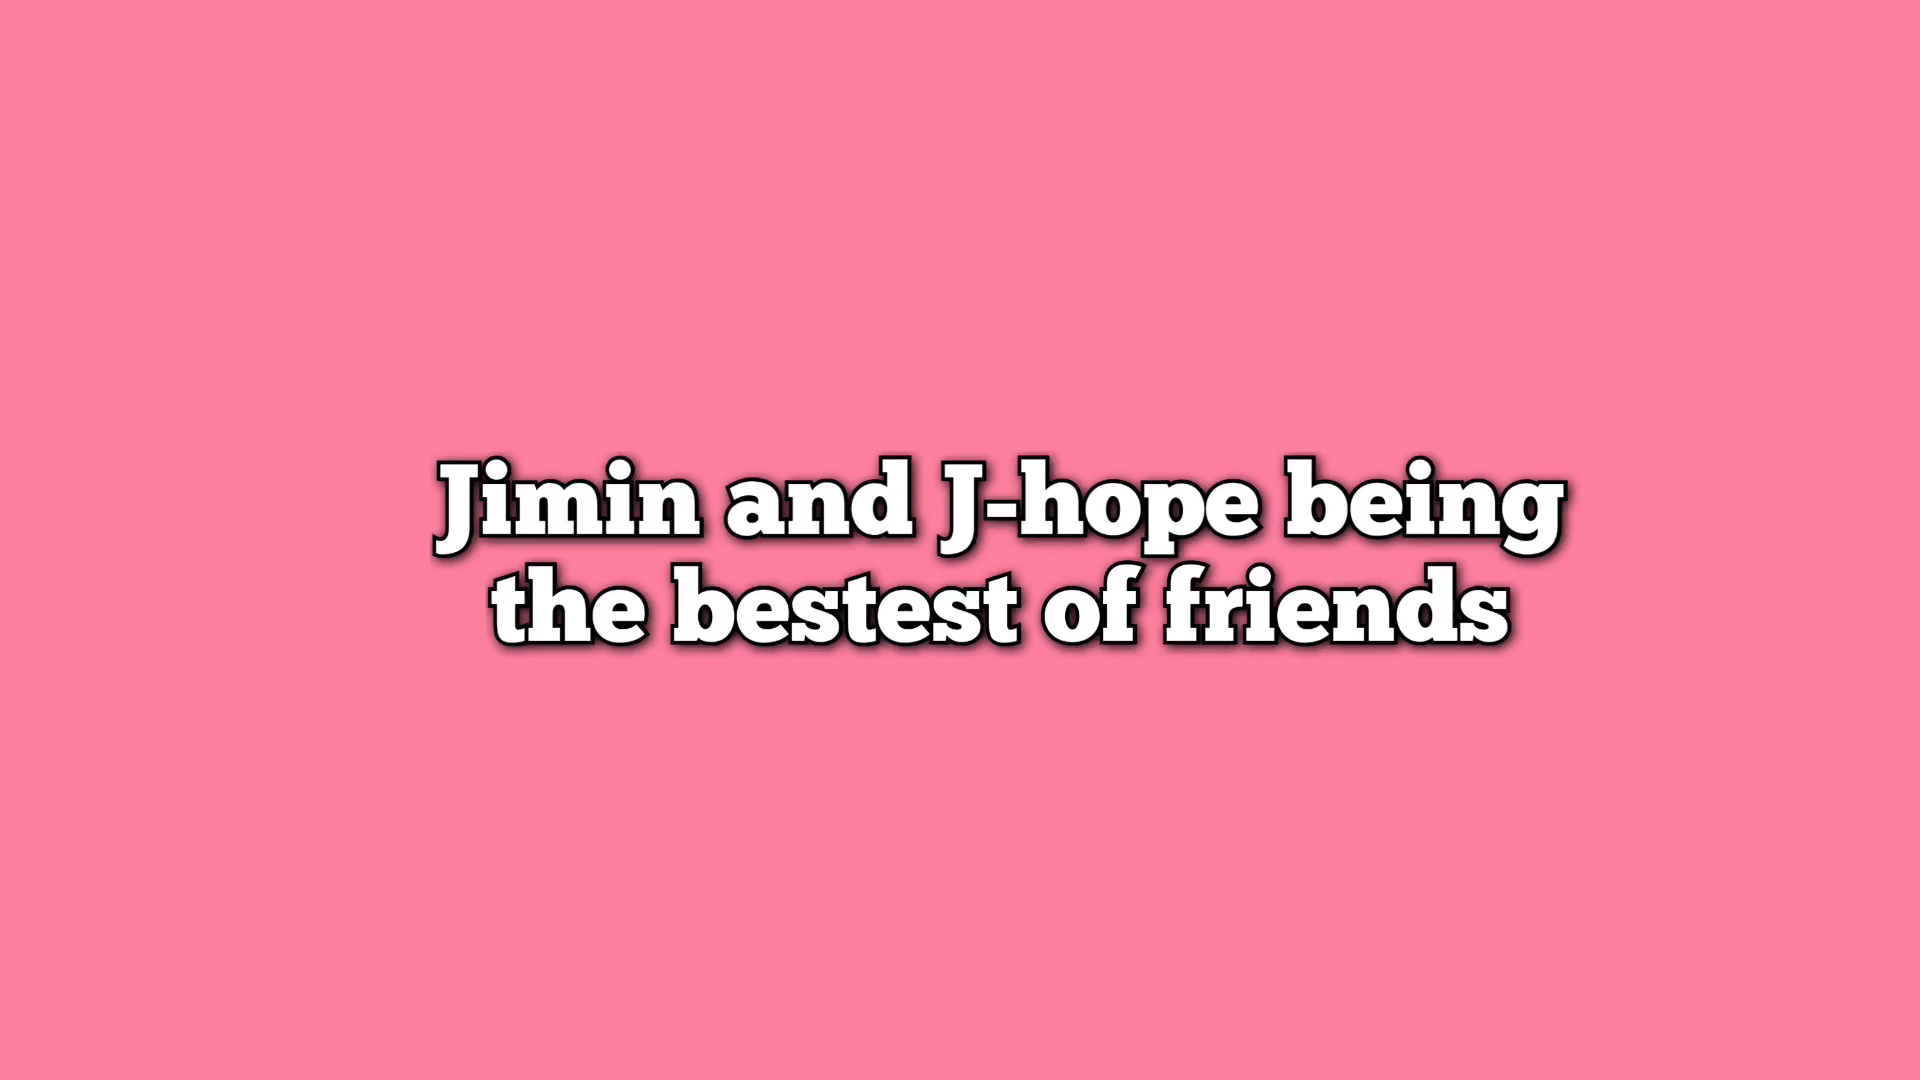 Jimin and J-hope being
the bestest of friends